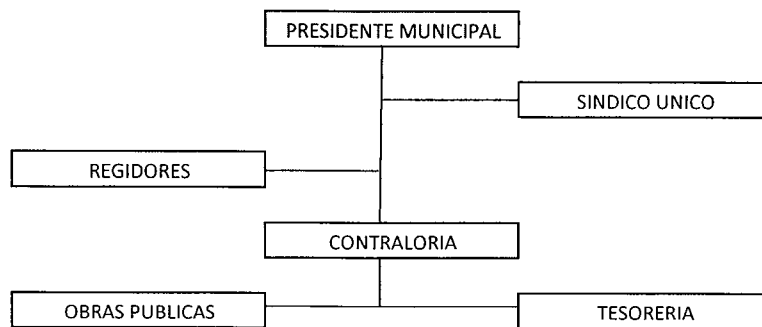 PRESIDENTE MUNICIPAL
SINDICO UNICO
REGIDORES
CONTRALORIA
OBRAS PUBLICAS
TESORERIA